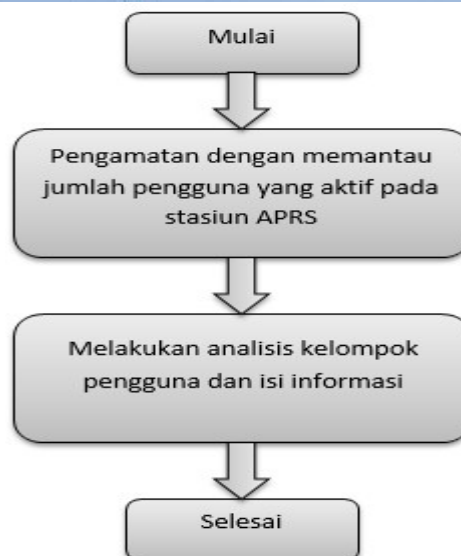 Mulai
Pengamatan dengan memantau
jumlah pengguna yang aktif pada
stasiun APRS
Melakukan analisis kelompok
pengguna dan isi informasi
Selesai